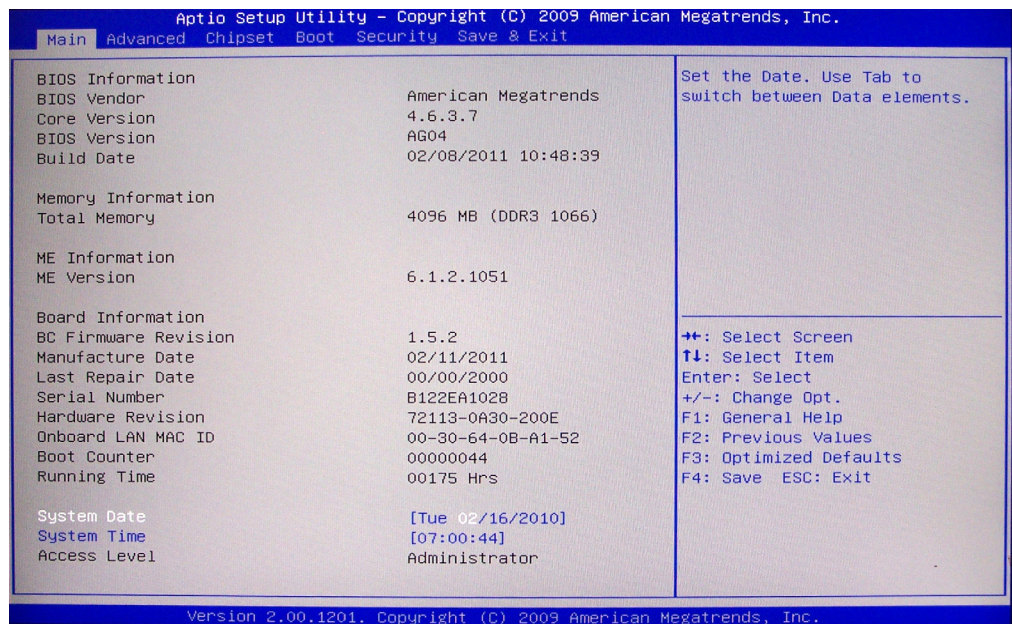 Aptio Setup Utility – Copyright (C) 2009 American Megatrends, Inc.
Main Advanced Chipset Boot Security Save & Exit
BIOS Information
BIOS Vendor American Megatrends
Core Version 4.6.3.7
BIOS Version AG04
Build Date 02/08/2011 10:48:39
Memory Information
Total Memory 4096 MB (DDR3 1066)
ME Information
ME Version 6.1.2.1051
Board Information
BC Firmware Revision 1.5.2
Manufacture Date 02/11/2011
Last Repair Date 00/00/2000
Serial Number B122EA1028
Hardware Revision 72113-0A30-200E
Onboard LAN MAC ID 00-30-64-0B-A1-52
Boot Counter 00000044
Running Time 00175 Hrs
System Date [Tue 02/16/2010]
System Time [07:00:44]
Access Level Administrator
Set the Date. Use Tab to
switch between Data elements.
→←: Select Screen
↑↓: Select Item
Enter: Select
+/-: Change Opt.
F1: General Help
F2: Previous Values
F3: Optimized Defaults
F4: Save ESC: Exit
Version 2.00.1201. Copyright (C) 2009 American Megatrends, Inc.